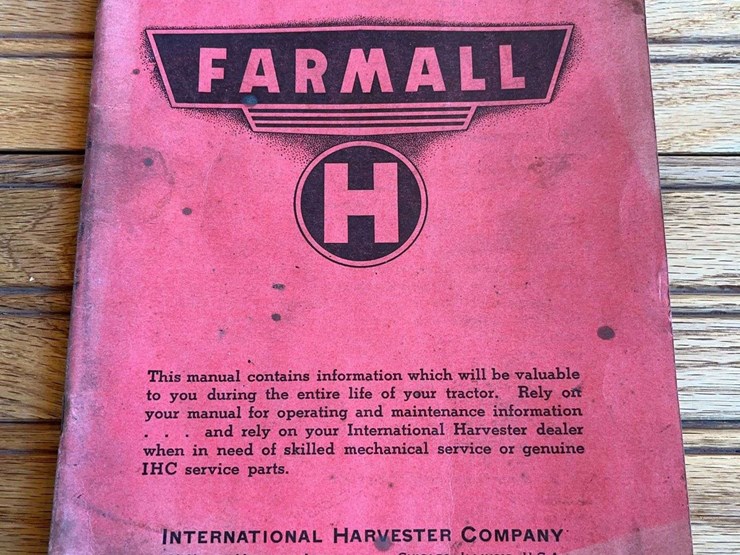 FARMALL
H
This manual contains information which will be valuable
to you during the entire life of your tractor. Rely on
your manual for operating and maintenance information
. . . and rely on your International Harvester dealer
when in need of skilled mechanical service or genuine
IHC service parts.
INTERNATIONAL HARVESTER COMPANY